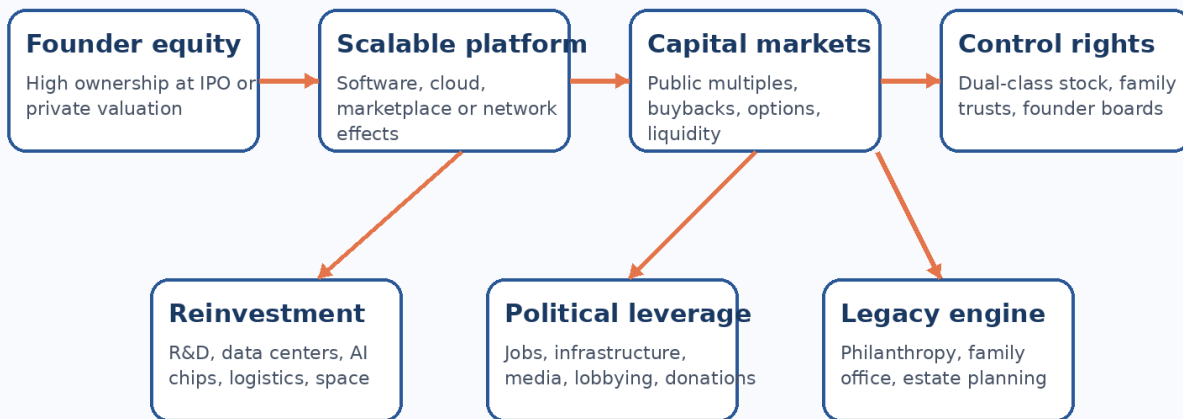 Founder equity
High ownership at IPO or
private valuation
Scalable platform
Software, cloud,
marketplace or network
effects
Capital markets
Public multiples,
buybacks, options,
liquidity
Control rights
Dual-class stock, family
trusts, founder boards
Reinvestment
R&D, data centers, AI
chips, logistics, space
Political leverage
Jobs, infrastructure,
media, lobbying, donations
Legacy engine
Philanthropy, family
office, estate planning